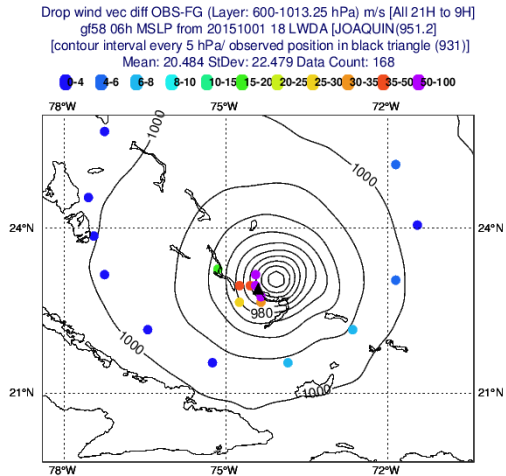 Drop wind vec diff OBS-FG (Layer: 600-1013.25 hPa) m/s [All 21H to 9H]
gf58 06h MSLP from 20151001 18 LWDA [JOAQUIN(951.2]
[contour interval every 5 hPa/ observed position in black triangle (931)]
Mean: 20.484 StDev: 22.479 Data Count: 168
0-4 4-6 6-8 8-10 10-15 15-20 20-25 25-30 30-35 35-50 50-100
78°W 75°W 72°W
1000
1000
24°N 24°N
980
1000
1000
21°N 21°N
78°W 75°W 72°W